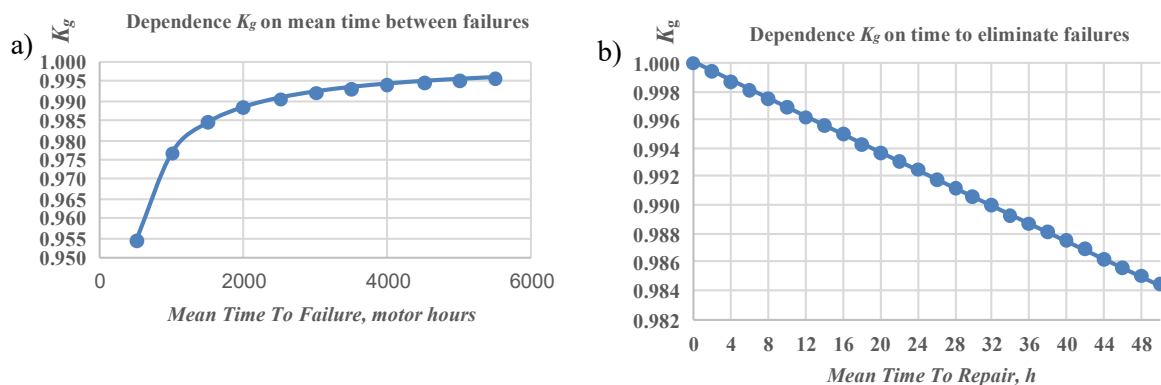 a)
Dependence Kg on mean time between failures
Kg
1.000
0.995
0.990
0.985
0.980
0.975
0.970
0.965
0.960
0.955
0.950
0 2000 4000 6000
Mean Time To Failure, motor hours
b)
Dependence Kg on time to eliminate failures
Kg
1.000
0.998
0.996
0.994
0.992
0.990
0.988
0.986
0.984
0.982
0 4 8 12 16 20 24 28 32 36 40 44 48
Mean Time To Repair, h